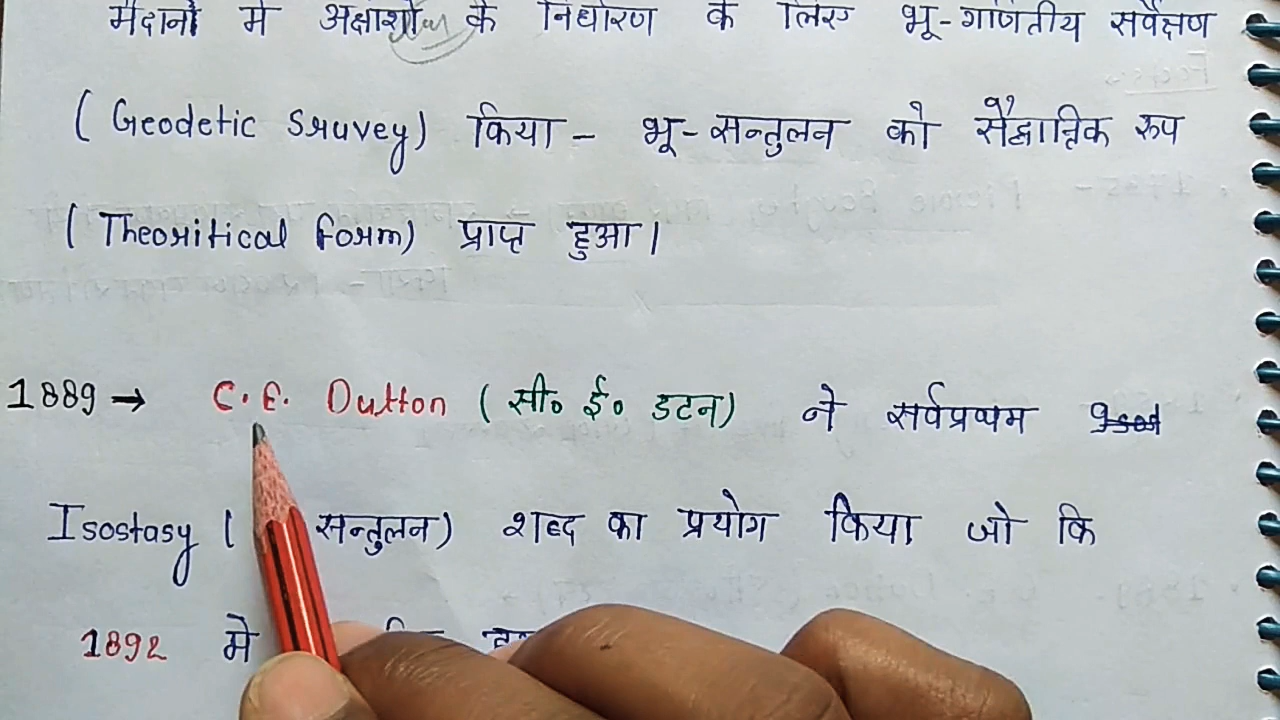 मैदानों में अक्षांशों के निर्धारण के लिए भू-गणितीय सर्वेक्षण
( Geodetic Survey) किया - भू-सन्तुलन को सैद्धान्तिक रूप
( Theoritical form) प्राप्त हुआ।
1889 → C. E. Dutton ( सी० ई० डटन) ने सर्वप्रथम
Isostasy ( सन्तुलन) शब्द का प्रयोग किया जो कि
1892 में